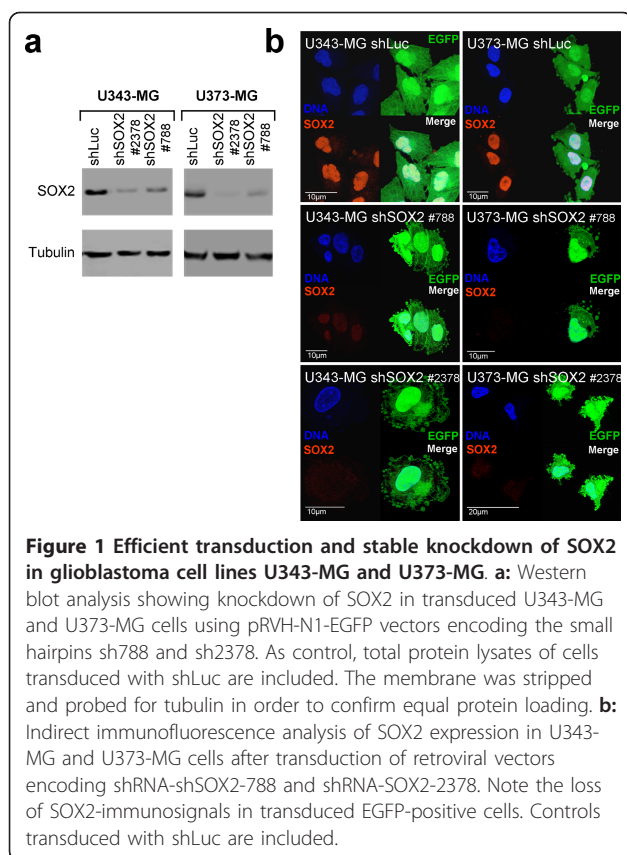 a
U343-MG
U373-MG
shLuc
shSOX2
#2378
shSOX2
#788
shLuc
shSOX2
#2378
shSOX2
#788
SOX2
Tubulin
b
U343-MG shLuc
EGFP
DNA
SOX2
Merge
10µm
U373-MG shLuc
DNA
EGFP
SOX2
Merge
10µm
U343-MG shSOX2 #788
DNA
EGFP
SOX2
Merge
10µm
U373-MG shSOX2 #788
DNA
EGFP
SOX2
Merge
10µm
U343-MG shSOX2 #2378
DNA
EGFP
SOX2
Merge
10µm
U373-MG shSOX2 #2378
DNA
EGFP
SOX2
Merge
20µm
Figure 1 Efficient transduction and stable knockdown of SOX2
in glioblastoma cell lines U343-MG and U373-MG. a: Western
blot analysis showing knockdown of SOX2 in transduced U343-MG
and U373-MG cells using pRVH-N1-EGFP vectors encoding the small
hairpins sh788 and sh2378. As control, total protein lysates of cells
transduced with shLuc are included. The membrane was stripped
and probed for tubulin in order to confirm equal protein loading. b:
Indirect immunofluorescence analysis of SOX2 expression in U343-
MG and U373-MG cells after transduction of retroviral vectors
encoding shRNA-shSOX2-788 and shRNA-SOX2-2378. Note the loss
of SOX2-immunosignals in transduced EGFP-positive cells. Controls
transduced with shLuc are included.